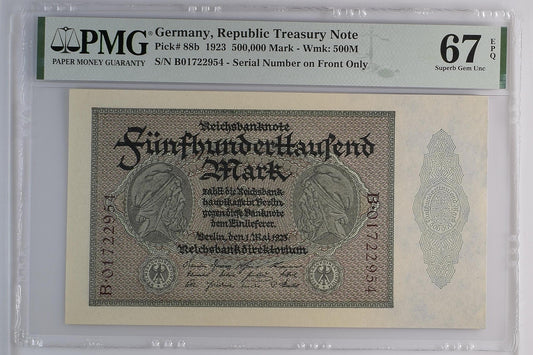 PMG
PAPER MONEY GUARANTY
Germany, Republic Treasury Note
Pick# 88b 1923 500,000 Mark - Wmk: 500M
S/N B01722954 - Serial Number on Front Only
67 EPQ
Superb Gem Unc
Reichsbanknote
Fünfhunderttausend
Mark
zahlt die Reichsbank-
hauptkasse in Berlin
gegen diese Banknote
dem Einlieferer.
Berlin, den 1. Mai 1923
Reichsbankdirektorium
B·01722954
B·01722954